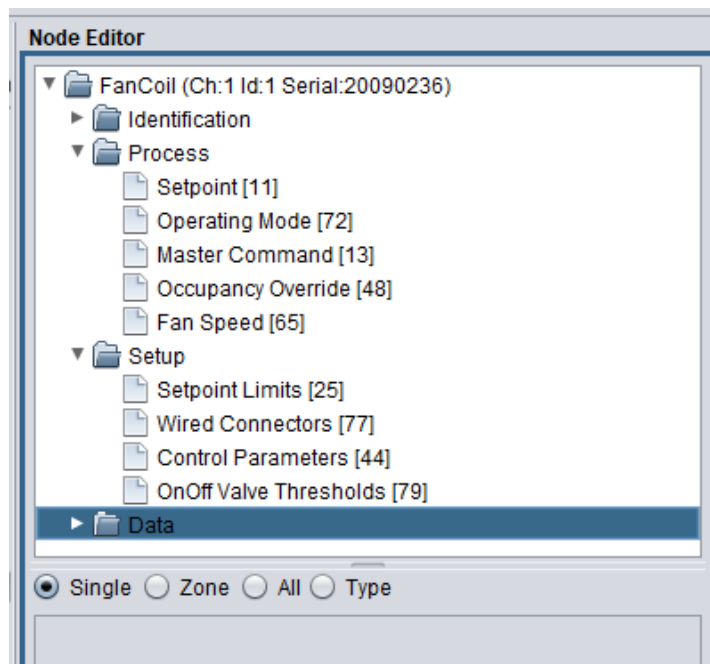 Node Editor
FanCoil (Ch:1 Id:1 Serial:20090236)
Identification
Process
Setpoint [11]
Operating Mode [72]
Master Command [13]
Occupancy Override [48]
Fan Speed [65]
Setup
Setpoint Limits [25]
Wired Connectors [77]
Control Parameters [44]
OnOff Valve Thresholds [79]
Data
Single Zone All Type